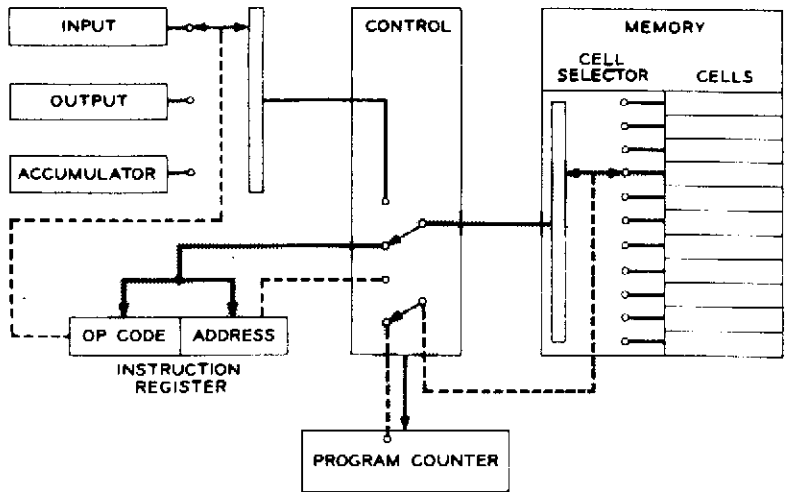 INPUT
OUTPUT
ACCUMULATOR
OP CODE
ADDRESS
INSTRUCTION
REGISTER
CONTROL
PROGRAM COUNTER
MEMORY
CELL
SELECTOR
CELLS